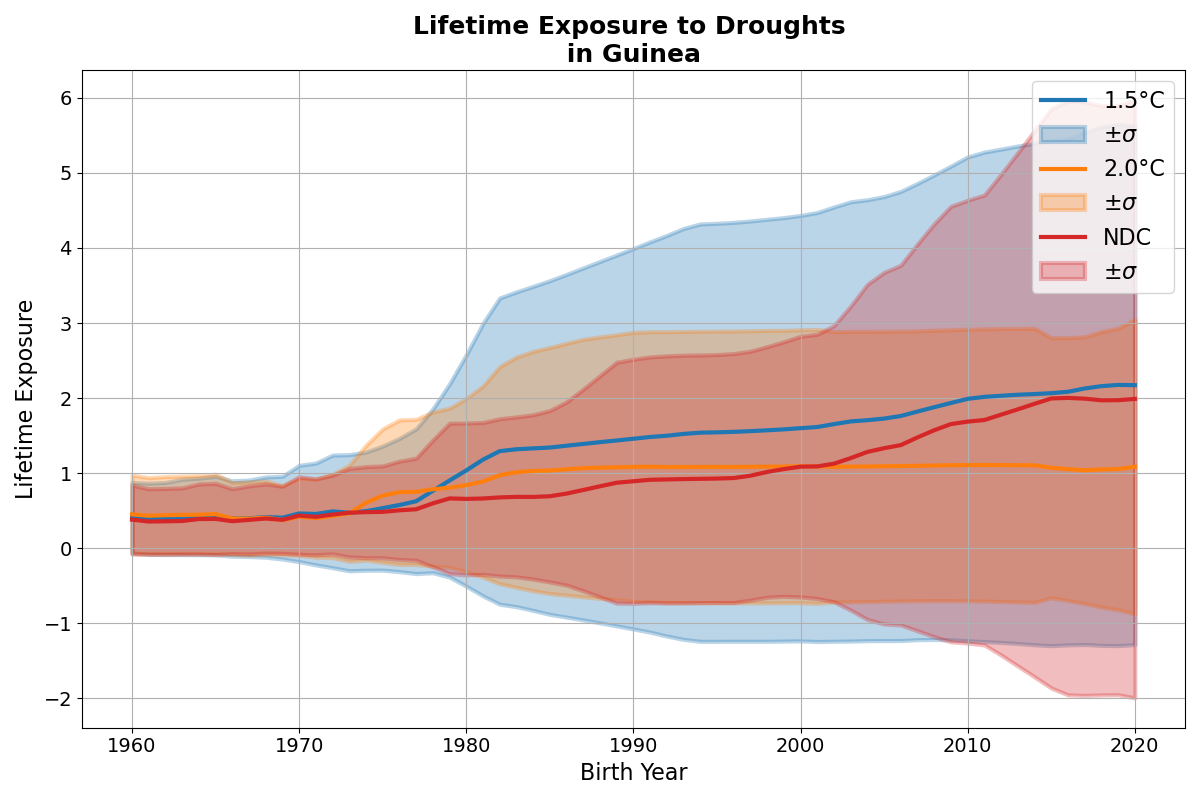 Lifetime Exposure to Droughts
in Guinea
1.5°C
±σ
2.0°C
±σ
NDC
±σ
Lifetime Exposure
6
5
4
3
2
1
0
−1
−2
1960 1970 1980 1990 2000 2010 2020
Birth Year